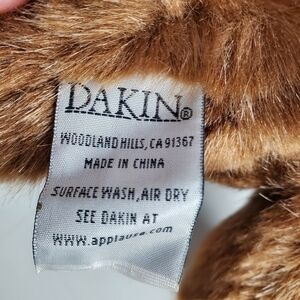 DAKIN®
WOODLAND HILLS, CA 91367
MADE IN CHINA
SURFACE WASH, AIR DRY
SEE DAKIN AT
www.applause.com